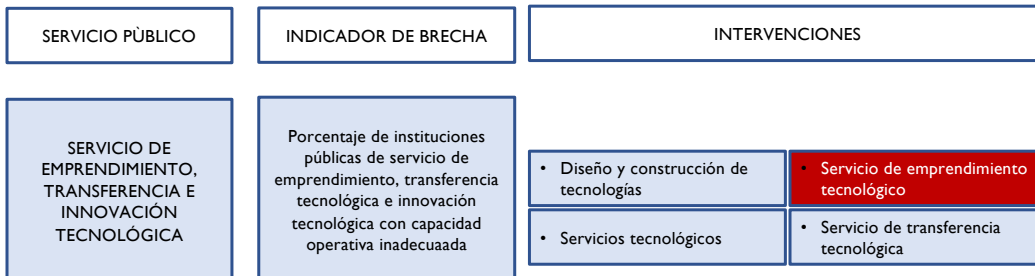 SERVICIO PÙBLICO
INDICADOR DE BRECHA
INTERVENCIONES
SERVICIO DE
EMPRENDIMIENTO,
TRANSFERENCIA E
INNOVACIÓN
TECNOLÓGICA
Porcentaje de instituciones
públicas de servicio de
emprendimiento, transferencia
tecnológica e innovación
tecnológica con capacidad
operativa inadecuaada
• Diseño y construcción de
tecnologías
• Servicio de emprendimiento
tecnológico
• Servicios tecnológicos
• Servicio de transferencia
tecnológica